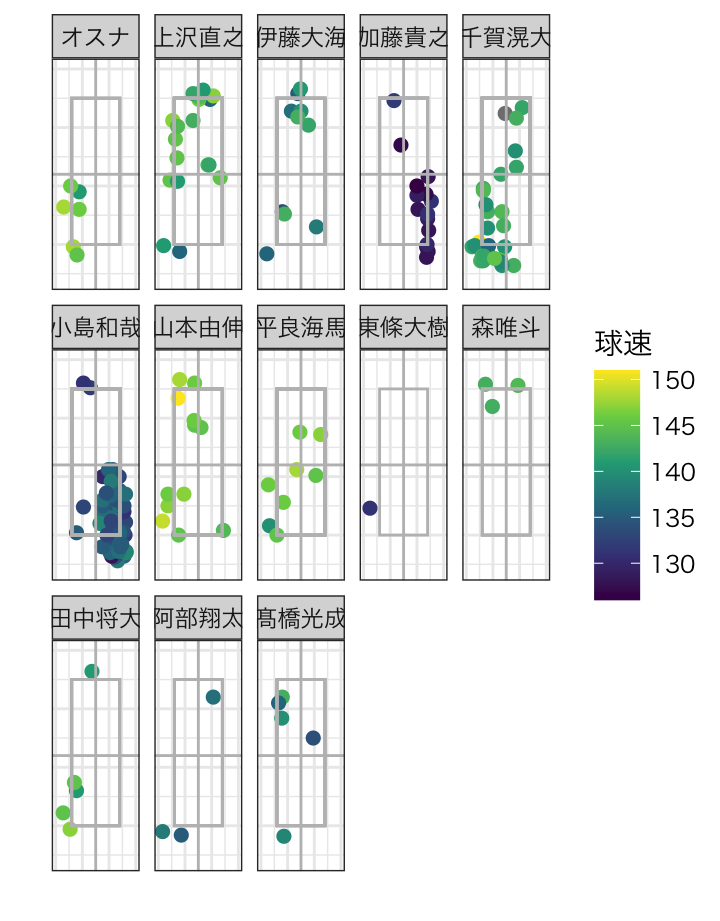 オスナ
上沢直之
伊藤大海
加藤貴之
千賀滉大
小島和哉
山本由伸
平良海馬
東條大樹
森唯斗
田中将大
阿部翔太
髙橋光成
球速
150
145
140
135
130